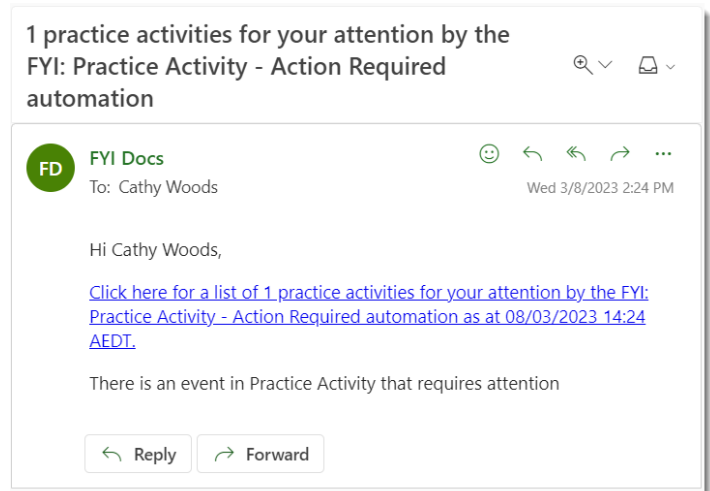 1 practice activities for your attention by the
FYI: Practice Activity - Action Required
automation
FD
FYI Docs
To: Cathy Woods
Wed 3/8/2023 2:24 PM
Hi Cathy Woods,
Click here for a list of 1 practice activities for your attention by the FYI:
Practice Activity - Action Required automation as at 08/03/2023 14:24
AEDT.
There is an event in Practice Activity that requires attention
Reply
Forward